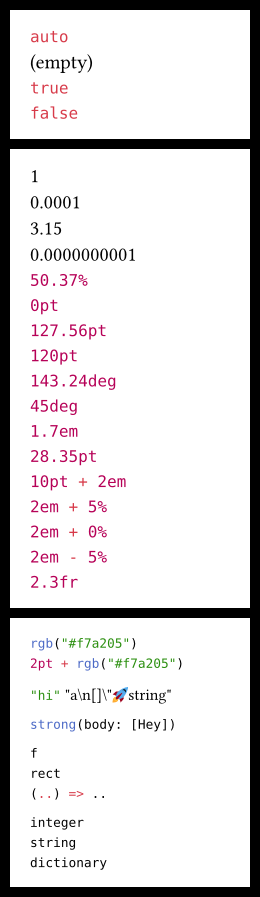 auto
(empty)
true
false
1
0.0001
3.15
0.0000000001
50.37%
0pt
127.56pt
120pt
143.24deg
45deg
1.7em
28.35pt
10pt + 2em
2em + 5%
2em + 0%
2em - 5%
2.3fr
rgb("#f7a205")
2pt + rgb("#f7a205")
"hi" "a\n[]\"🚀string"
strong(body: [Hey])
f
rect
(..) => ..
integer
string
dictionary